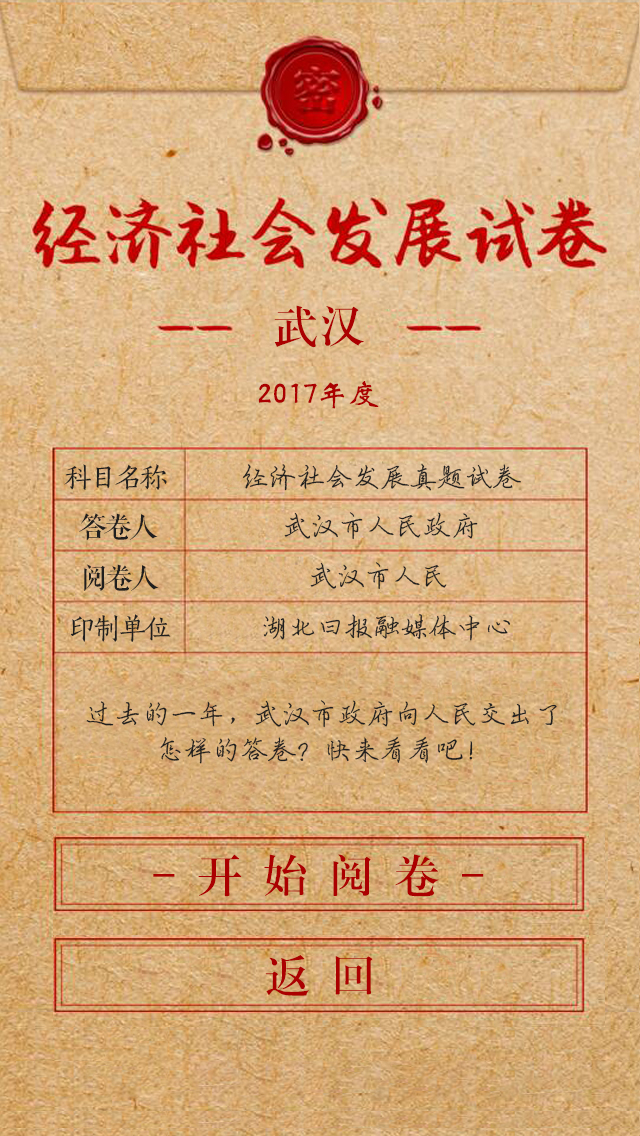 密
经济社会发展试卷
—— 武汉 ——
2017年度
科目名称 经济社会发展真题试卷
答卷人 武汉市人民政府
阅卷人 武汉市人民
印制单位 湖北日报融媒体中心
过去的一年，武汉市政府向人民交出了
怎样的答卷？快来看看吧！
-开始阅卷-
返回